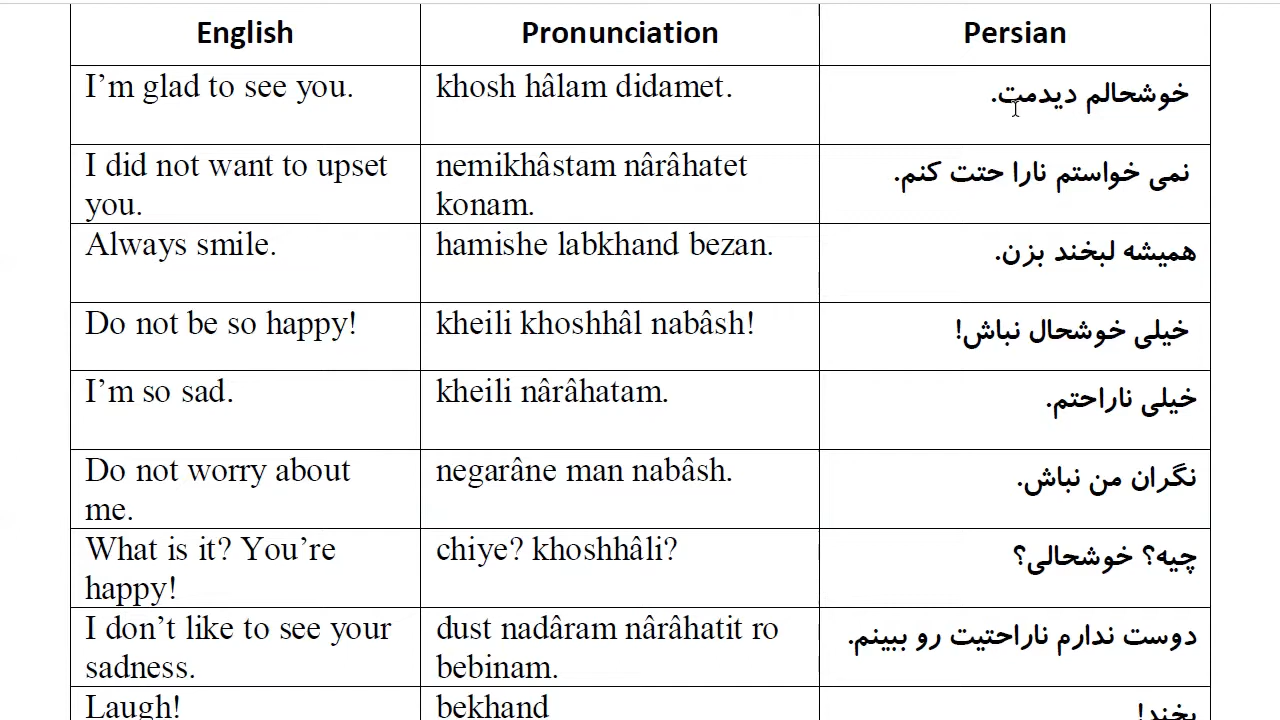 English Pronunciation Persian
I'm glad to see you. khosh hâlam didamet. خوشحالم دیدمت.
I did not want to upset nemikhâstam nârâhatet نمی خواستم نارا حتت کنم.
you. konam.
Always smile. hamishe labkhand bezan. همیشه لبخند بزن.
Do not be so happy! kheili khoshhâl nabâsh! خیلی خوشحال نباش!
I'm so sad. kheili nârâhatam. خیلی ناراحتم.
Do not worry about negarâne man nabâsh. نگران من نباش.
me.
What is it? You're chiye? khoshhâli? چیه؟ خوشحالی؟
happy!
I don't like to see your dust nadâram nârâhatit ro دوست ندارم ناراحتیت رو ببینم.
sadness. bebinam.
Laugh! bekhand بخند!